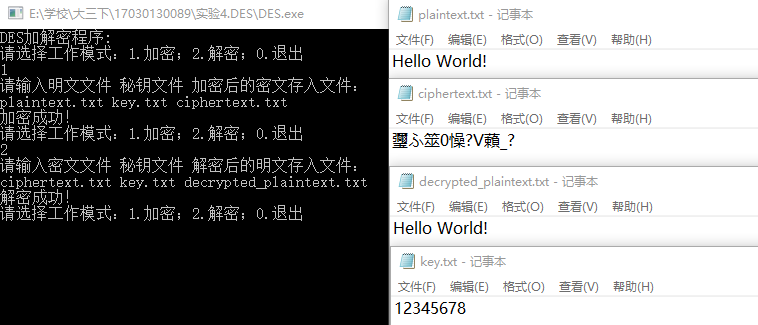 E:\学校\大三下\17030130089\实验4.DES\DES.exe
DES加解密程序:
请选择工作模式: 1.加密; 2.解密; 0.退出
1
请输入明文文件 秘钥文件 加密后的密文存入文件:
plaintext.txt key.txt ciphertext.txt
加密成功!
请选择工作模式: 1.加密; 2.解密; 0.退出
2
请输入密文文件 秘钥文件 解密后的明文存入文件:
ciphertext.txt key.txt decrypted_plaintext.txt
解密成功!
请选择工作模式: 1.加密; 2.解密; 0.退出
plaintext.txt - 记事本
文件(F) 编辑(E) 格式(O) 查看(V) 帮助(H)
Hello World!
ciphertext.txt - 记事本
文件(F) 编辑(E) 格式(O) 查看(V) 帮助(H)
ふ筮0懆?V藾_?
decrypted_plaintext.txt - 记事本
文件(F) 编辑(E) 格式(O) 查看(V) 帮助(H)
Hello World!
key.txt - 记事本
文件(F) 编辑(E) 格式(O) 查看(V) 帮助(H)
12345678